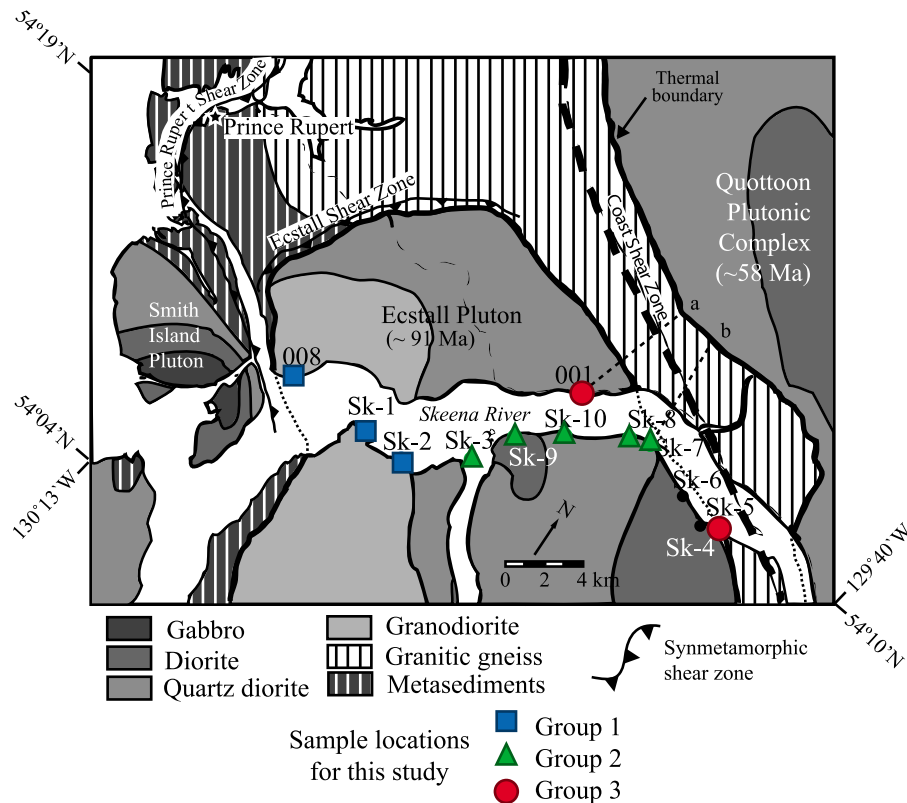 54°19'N
Prince Rupert Shear Zone
Prince Rupert
Thermal
boundary
Quottoon
Plutonic
Complex
(~58 Ma)
Ecstall Shear Zone
Coast Shear Zone
a
b
Smith
Island
Pluton
Ecstall Pluton
(~ 91 Ma)
008
001
Sk-1
Skeena River
Sk-10
Sk-8
Sk-2
Sk-3
Sk-9
Sk-7
Sk-6
Sk-5
Sk-4
54°04'N
130°13'W
N
0 2 4 km
129°40'W
54°10'N
Gabbro
Diorite
Quartz diorite
Granodiorite
Granitic gneiss
Metasediments
Synmetamorphic
shear zone
Sample locations
for this study
Group 1
Group 2
Group 3